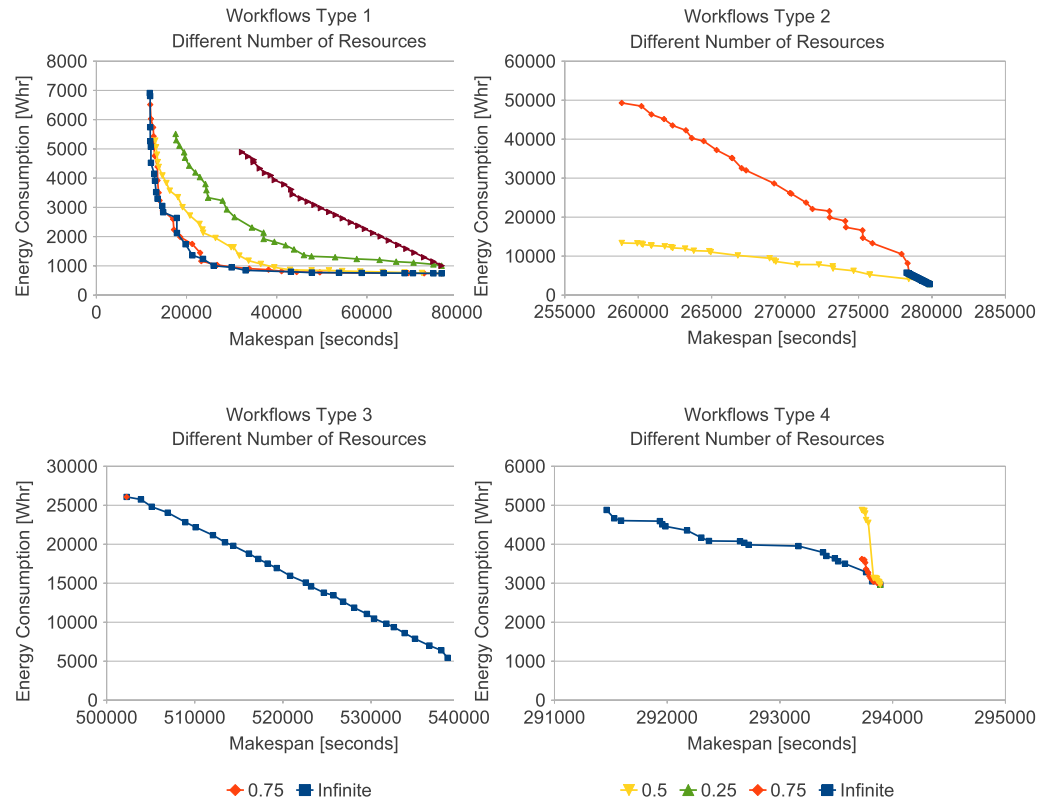 Workflows Type 1
Different Number of Resources
Energy Consumption [Whr]
8000
7000
6000
5000
4000
3000
2000
1000
0
0 20000 40000 60000 80000
Makespan [seconds]
Workflows Type 2
Different Number of Resources
Energy Consumption [Whr]
60000
50000
40000
30000
20000
10000
0
255000 260000 265000 270000 275000 280000 285000
Makespan [seconds]
Workflows Type 3
Different Number of Resources
Energy Consumption [Whr]
30000
25000
20000
15000
10000
5000
0
500000 510000 520000 530000 540000
Makespan [seconds]
0.75 Infinite
Workflows Type 4
Different Number of Resources
Energy Consumption [Whr]
6000
5000
4000
3000
2000
1000
0
291000 292000 293000 294000 295000
Makespan [seconds]
0.5 0.25 0.75 Infinite